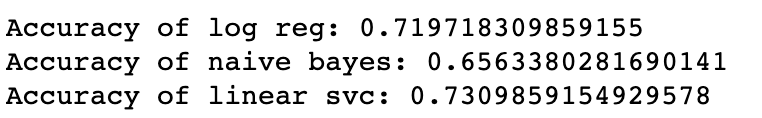 Accuracy of log reg: 0.719718309859155
Accuracy of naive bayes: 0.6563380281690141
Accuracy of linear svc: 0.7309859154929578